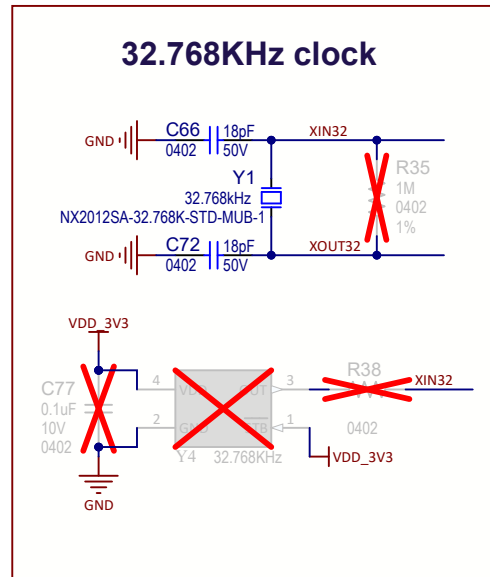 32.768KHz clock
C66 18pF XIN32
GND
0402 50V
R35
Y1
1M
32.768kHz
0402
NX2012SA-32.768K-STD-MUB-1
1%
C72 18pF XOUT32
GND
0402 50V
VDD_3V3
R38
C77 4 VDD OUT 3 XIN32
0.1uF
10V 2 GND 1
0402 0402
Y4 32.768KHz VDD_3V3
GND